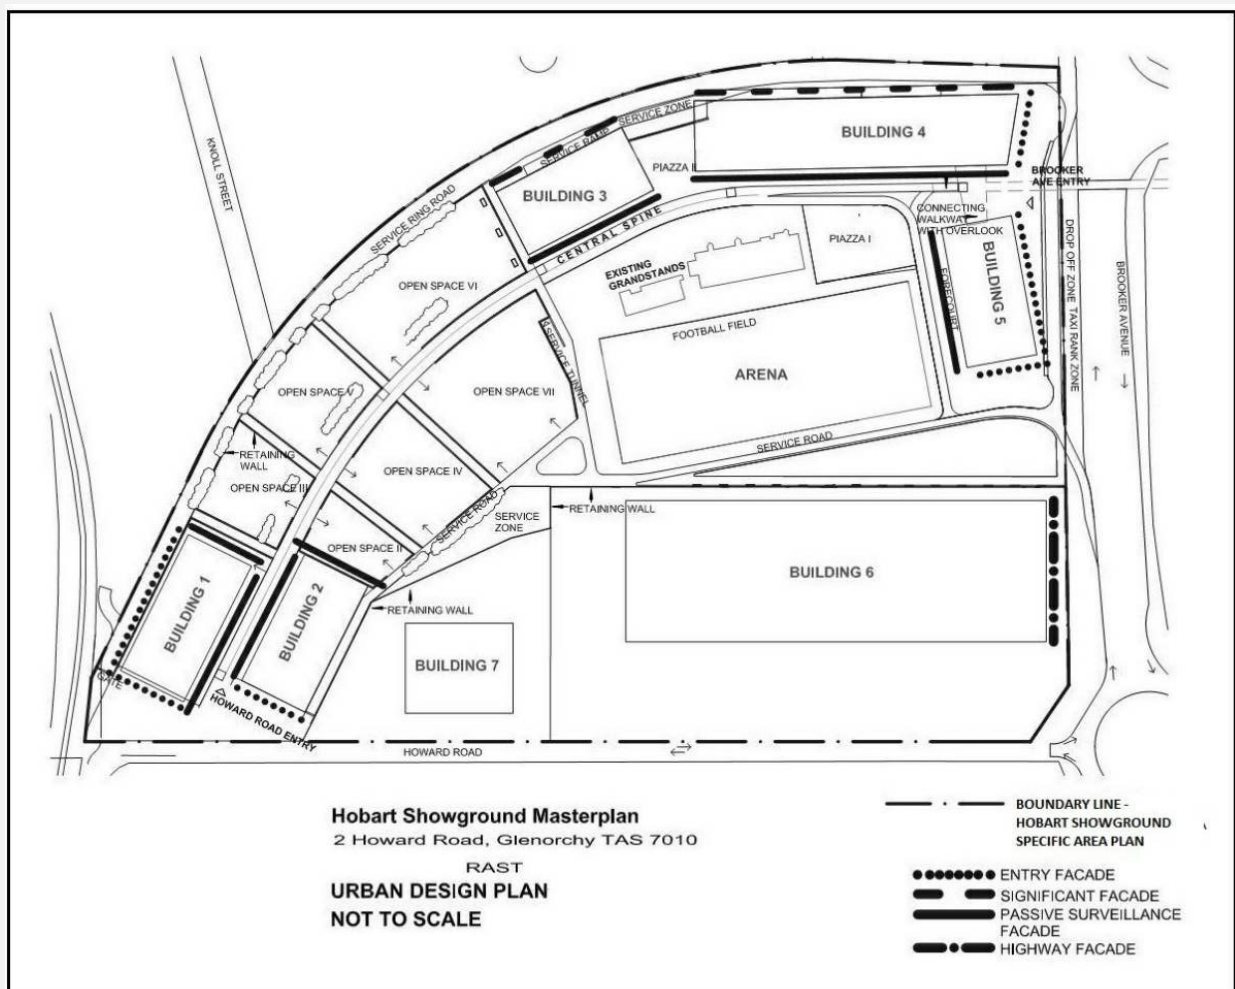 KNOLL STREET
SERVICE RING ROAD
SERVICE RAMP
SERVICE ZONE
BUILDING 4
BUILDING 3
PIAZZA II
BROOKER
AVE ENTRY
CENTRAL SPINE
CONNECTING
WALKWAY
WITH OVERLOOK
PIAZZA I
EXISTING
GRANDSTANDS
BUILDING 5
FORECOURT
DROP OFF ZONE TAXI RANK ZONE
BROOKER AVENUE
OPEN SPACE VI
FOOTBALL FIELD
ARENA
SERVICE TUNNEL
OPEN SPACE V
OPEN SPACE VII
SERVICE ROAD
RETAINING
WALL
OPEN SPACE IV
OPEN SPACE III
SERVICE ROAD
SERVICE
ZONE
RETAINING WALL
OPEN SPACE II
BUILDING 6
BUILDING 1
BUILDING 2
RETAINING WALL
BUILDING 7
GATE
HOWARD ROAD ENTRY
HOWARD ROAD
Hobart Showground Masterplan
2 Howard Road, Glenorchy TAS 7010
RAST
URBAN DESIGN PLAN
NOT TO SCALE
BOUNDARY LINE -
HOBART SHOWGROUND
SPECIFIC AREA PLAN
ENTRY FACADE
SIGNIFICANT FACADE
PASSIVE SURVEILLANCE
FACADE
HIGHWAY FACADE